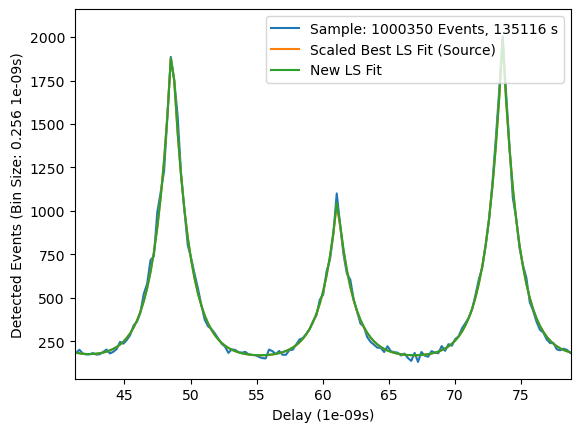 Sample: 1000350 Events, 135116 s
Scaled Best LS Fit (Source)
New LS Fit
Detected Events (Bin Size: 0.256 1e-09s)
2000
1750
1500
1250
1000
750
500
250
45 50 55 60 65 70 75
Delay (1e-09s)